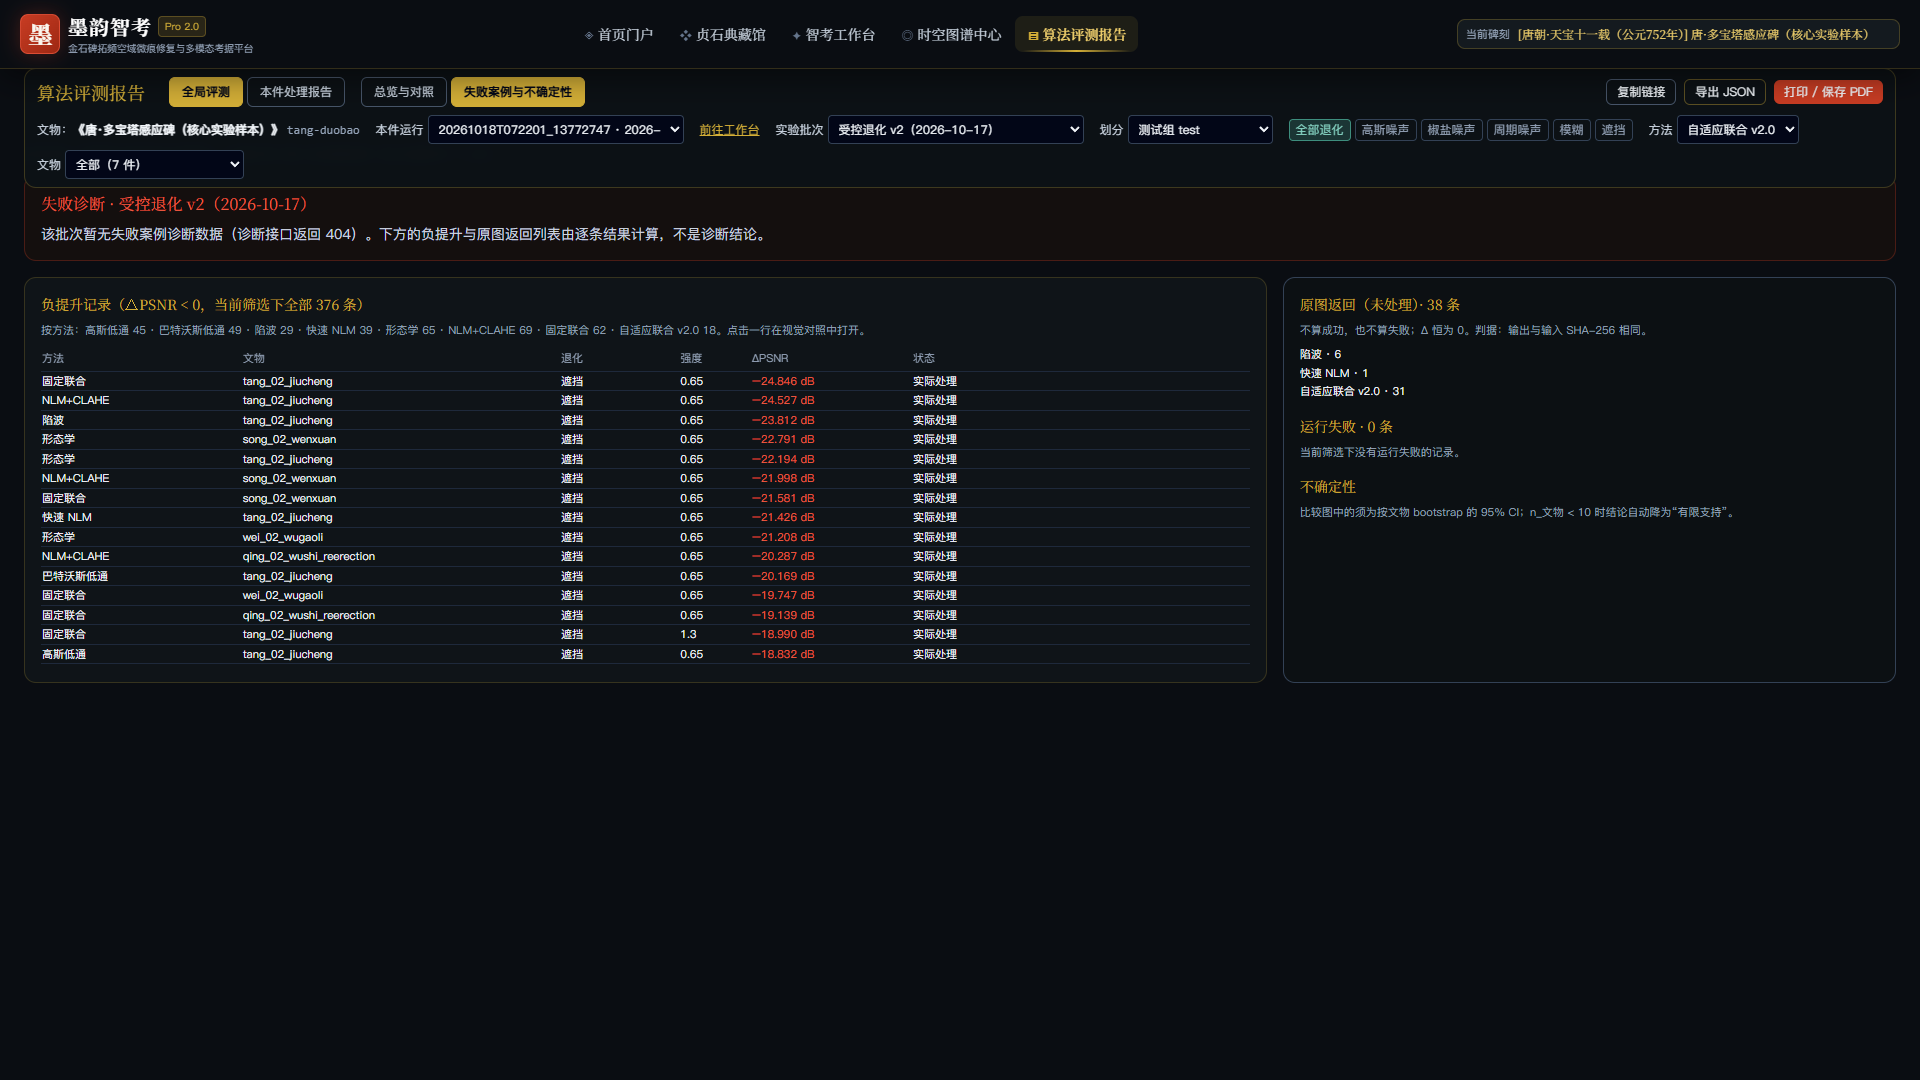 墨
墨韵智考 Pro 2.0
金石碑拓频空域微痕修复与多模态考据平台
首页门户
贞石典藏馆
智考工作台
时空图谱中心
算法评测报告
当前碑刻 [唐朝·天宝十一载（公元752年）] 唐·多宝塔感应碑（核心实验样本）
算法评测报告 全局评测 本件处理报告 总览与对照 失败案例与不确定性 复制链接 导出 JSON 打印 / 保存 PDF
文物：《唐·多宝塔感应碑（核心实验样本）》 tang-duobao 本件运行 20261018T072201_13772747 · 2026- 前往工作台 实验批次 受控退化 v2（2026-10-17） 划分 测试组 test 全部退化 高斯噪声 椒盐噪声 周期噪声 模糊 遮挡 方法 自适应联合 v2.0
文物 全部（7 件）
失败诊断 · 受控退化 v2（2026-10-17）
该批次暂无失败案例诊断数据（诊断接口返回 404）。下方的负提升与原图返回列表由逐条结果计算，不是诊断结论。
负提升记录（△PSNR < 0，当前筛选下全部 376 条）
按方法：高斯低通 45 · 巴特沃斯低通 49 · 陷波 29 · 快速 NLM 39 · 形态学 65 · NLM+CLAHE 69 · 固定联合 62 · 自适应联合 v2.0 18。点击一行在视觉对照中打开。
方法 文物 退化 强度 ΔPSNR 状态
固定联合 tang_02_jiucheng 遮挡 0.65 −24.846 dB 实际处理
NLM+CLAHE tang_02_jiucheng 遮挡 0.65 −24.527 dB 实际处理
陷波 tang_02_jiucheng 遮挡 0.65 −23.812 dB 实际处理
形态学 song_02_wenxuan 遮挡 0.65 −22.791 dB 实际处理
形态学 tang_02_jiucheng 遮挡 0.65 −22.194 dB 实际处理
NLM+CLAHE song_02_wenxuan 遮挡 0.65 −21.998 dB 实际处理
固定联合 song_02_wenxuan 遮挡 0.65 −21.581 dB 实际处理
快速 NLM tang_02_jiucheng 遮挡 0.65 −21.426 dB 实际处理
形态学 wei_02_wugaoli 遮挡 0.65 −21.208 dB 实际处理
NLM+CLAHE qing_02_wushi_reerection 遮挡 0.65 −20.287 dB 实际处理
巴特沃斯低通 tang_02_jiucheng 遮挡 0.65 −20.169 dB 实际处理
固定联合 wei_02_wugaoli 遮挡 0.65 −19.747 dB 实际处理
固定联合 qing_02_wushi_reerection 遮挡 0.65 −19.139 dB 实际处理
固定联合 tang_02_jiucheng 遮挡 1.3 −18.990 dB 实际处理
高斯低通 tang_02_jiucheng 遮挡 0.65 −18.832 dB 实际处理
原图返回（未处理）· 38 条
不算成功，也不算失败；Δ 恒为 0。判据：输出与输入 SHA-256 相同。
陷波 · 6
快速 NLM · 1
自适应联合 v2.0 · 31
运行失败 · 0 条
当前筛选下没有运行失败的记录。
不确定性
比较图中的须为按文物 bootstrap 的 95% CI；n_文物 < 10 时结论自动降为“有限支持”。